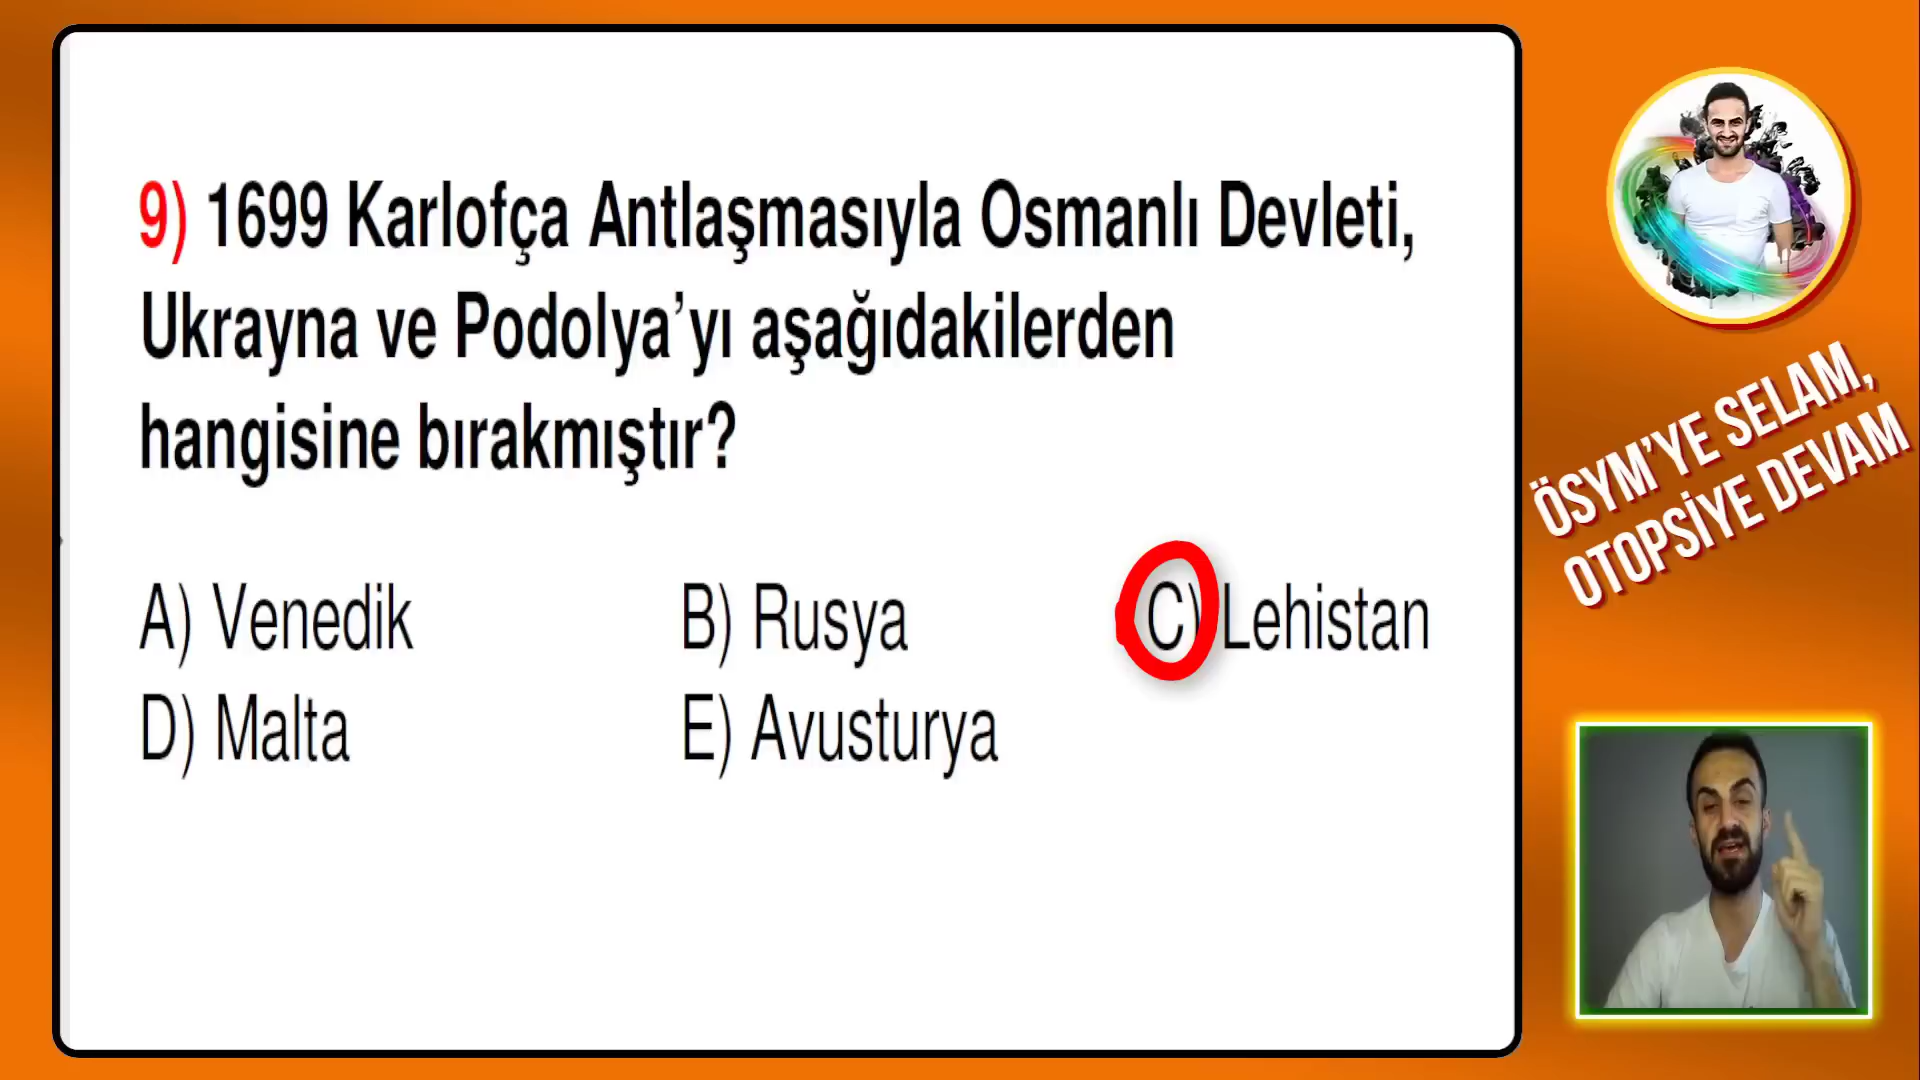 9) 1699 Karlofça Antlaşmasıyla Osmanlı Devleti,
Ukrayna ve Podolya’yı aşağıdakilerden
hangisine bırakmıştır?
A) Venedik B) Rusya C) Lehistan
D) Malta E) Avusturya
ÖSYM’YE SELAM,
OTOPSİYE DEVAM